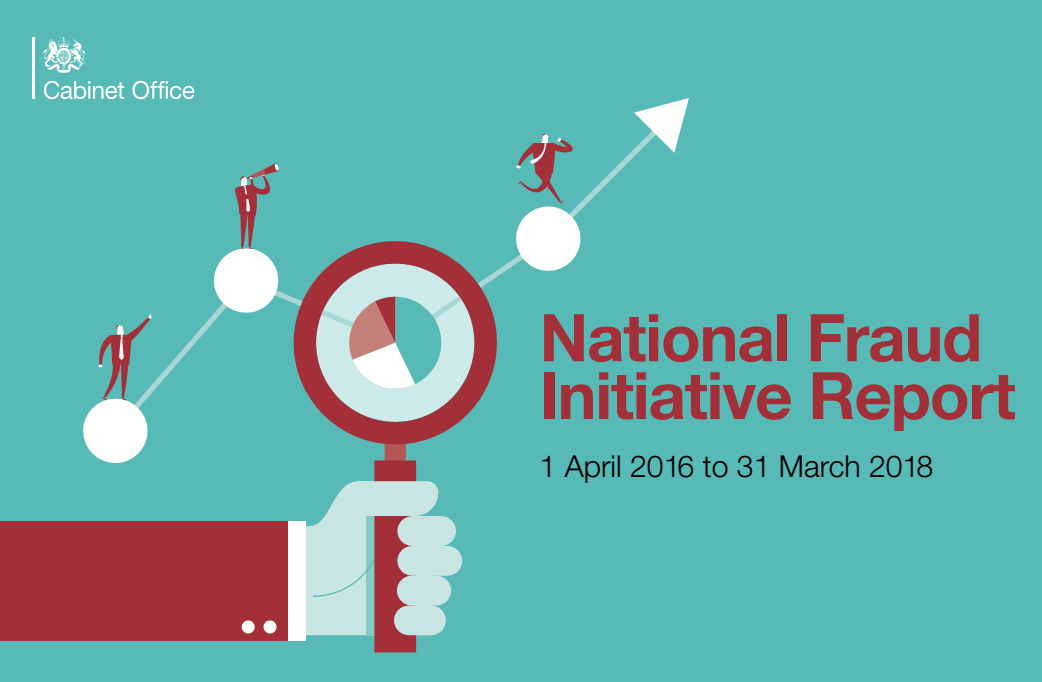 Cabinet Office
National Fraud
Initiative Report
1 April 2016 to 31 March 2018